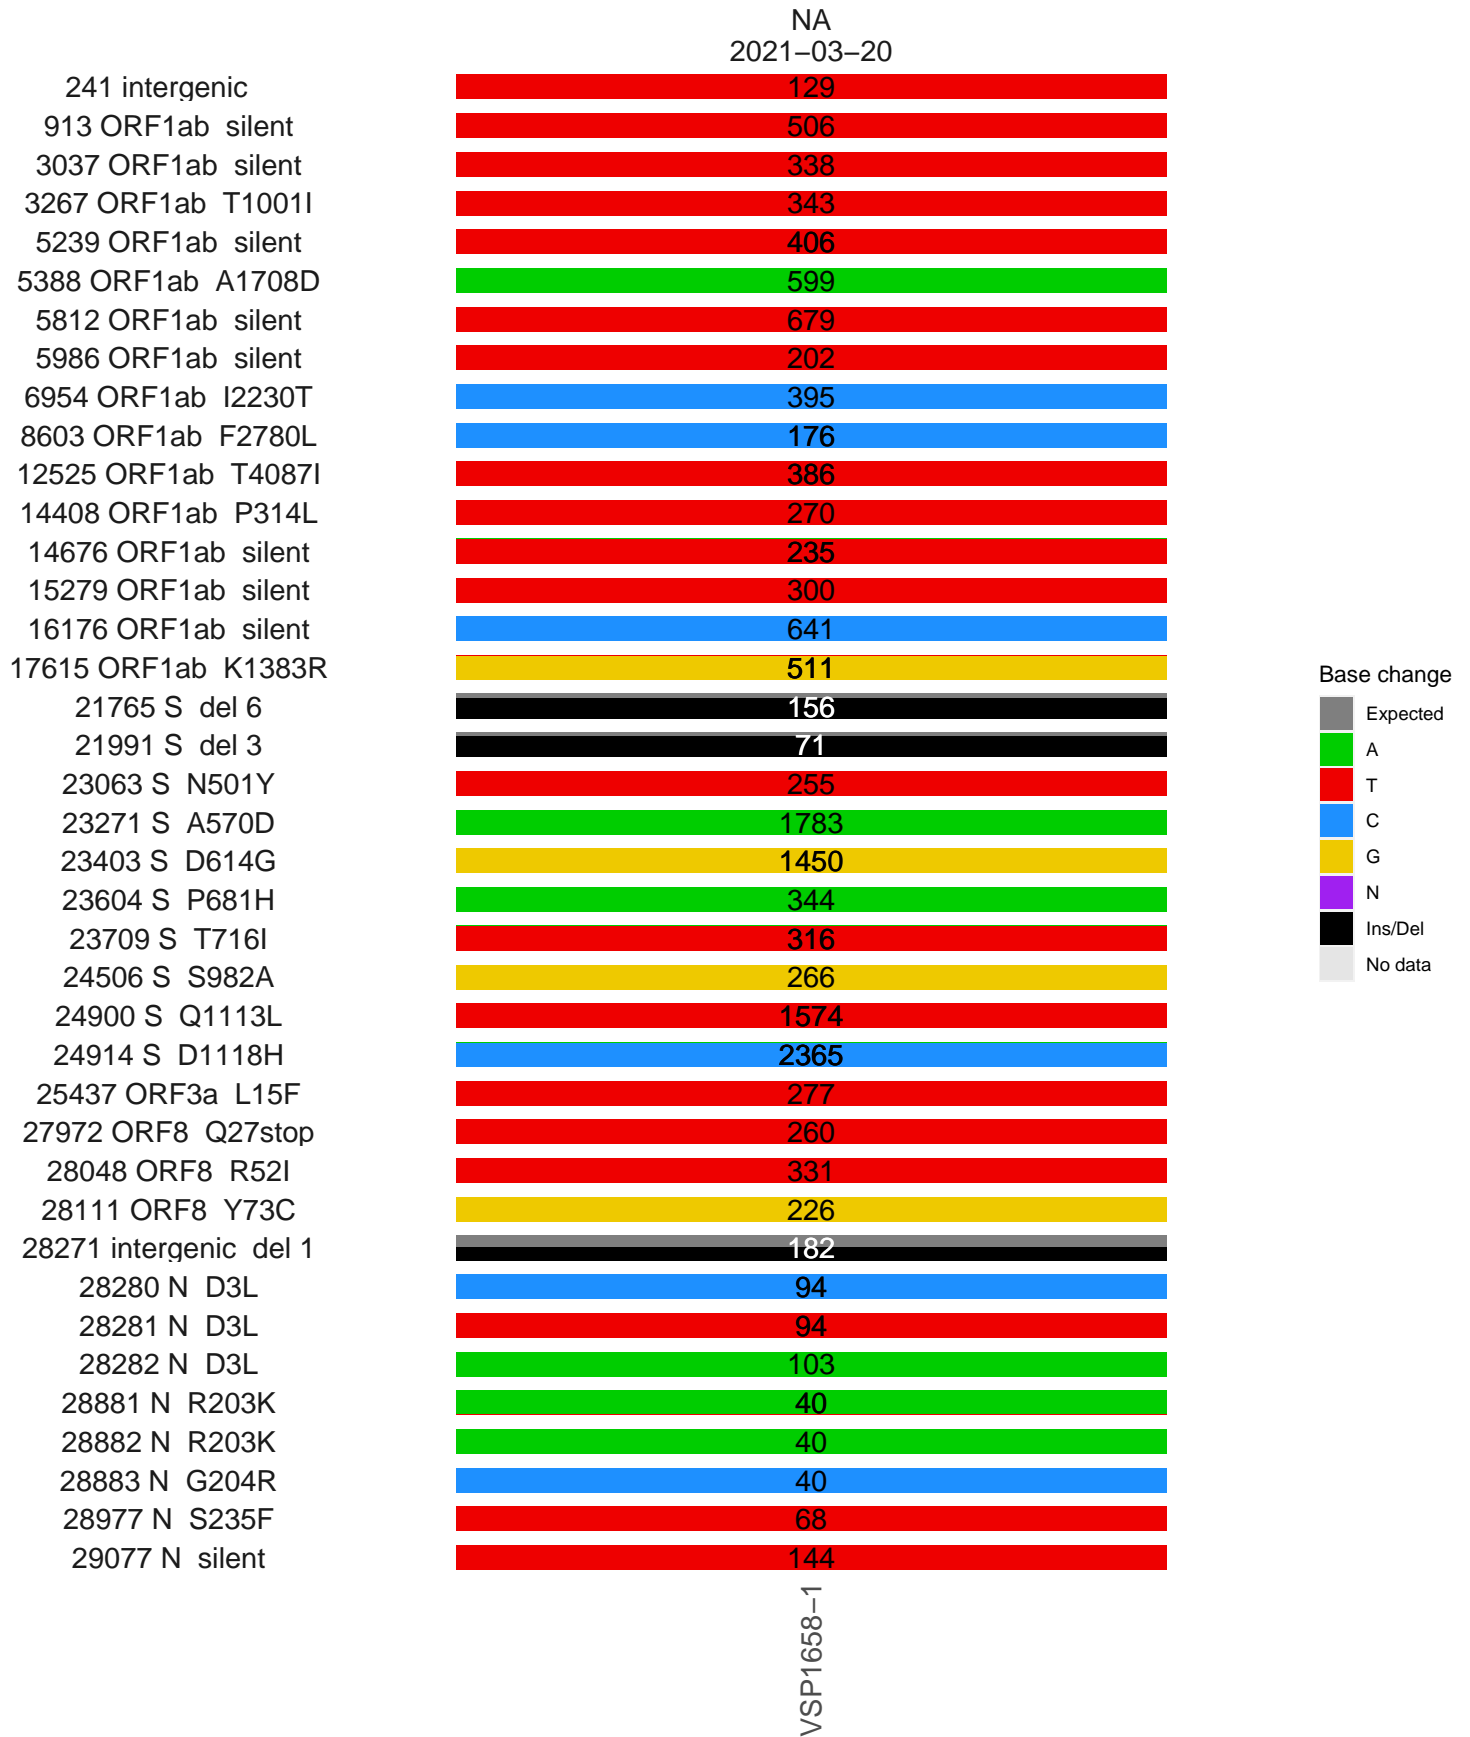 NA
2021−03−20
241 intergenic 129
913 ORF1ab silent 506
3037 ORF1ab silent 338
3267 ORF1ab T1001I 343
5239 ORF1ab silent 406
5388 ORF1ab A1708D 599
5812 ORF1ab silent 679
5986 ORF1ab silent 202
6954 ORF1ab I2230T 395
8603 ORF1ab F2780L 176
12525 ORF1ab T4087I 386
14408 ORF1ab P314L 270
14676 ORF1ab silent 235
15279 ORF1ab silent 300
16176 ORF1ab silent 641
17615 ORF1ab K1383R 511
21765 S del 6 156
21991 S del 3 71
23063 S N501Y 255
23271 S A570D 1783
23403 S D614G 1450
23604 S P681H 344
23709 S T716I 316
24506 S S982A 266
24900 S Q1113L 1574
24914 S D1118H 2365
25437 ORF3a L15F 277
27972 ORF8 Q27stop 260
28048 ORF8 R52I 331
28111 ORF8 Y73C 226
28271 intergenic del 1 182
28280 N D3L 94
28281 N D3L 94
28282 N D3L 103
28881 N R203K 40
28882 N R203K 40
28883 N G204R 40
28977 N S235F 68
29077 N silent 144
VSP1658−1
Base change
Expected
A
T
C
G
N
Ins/Del
No data